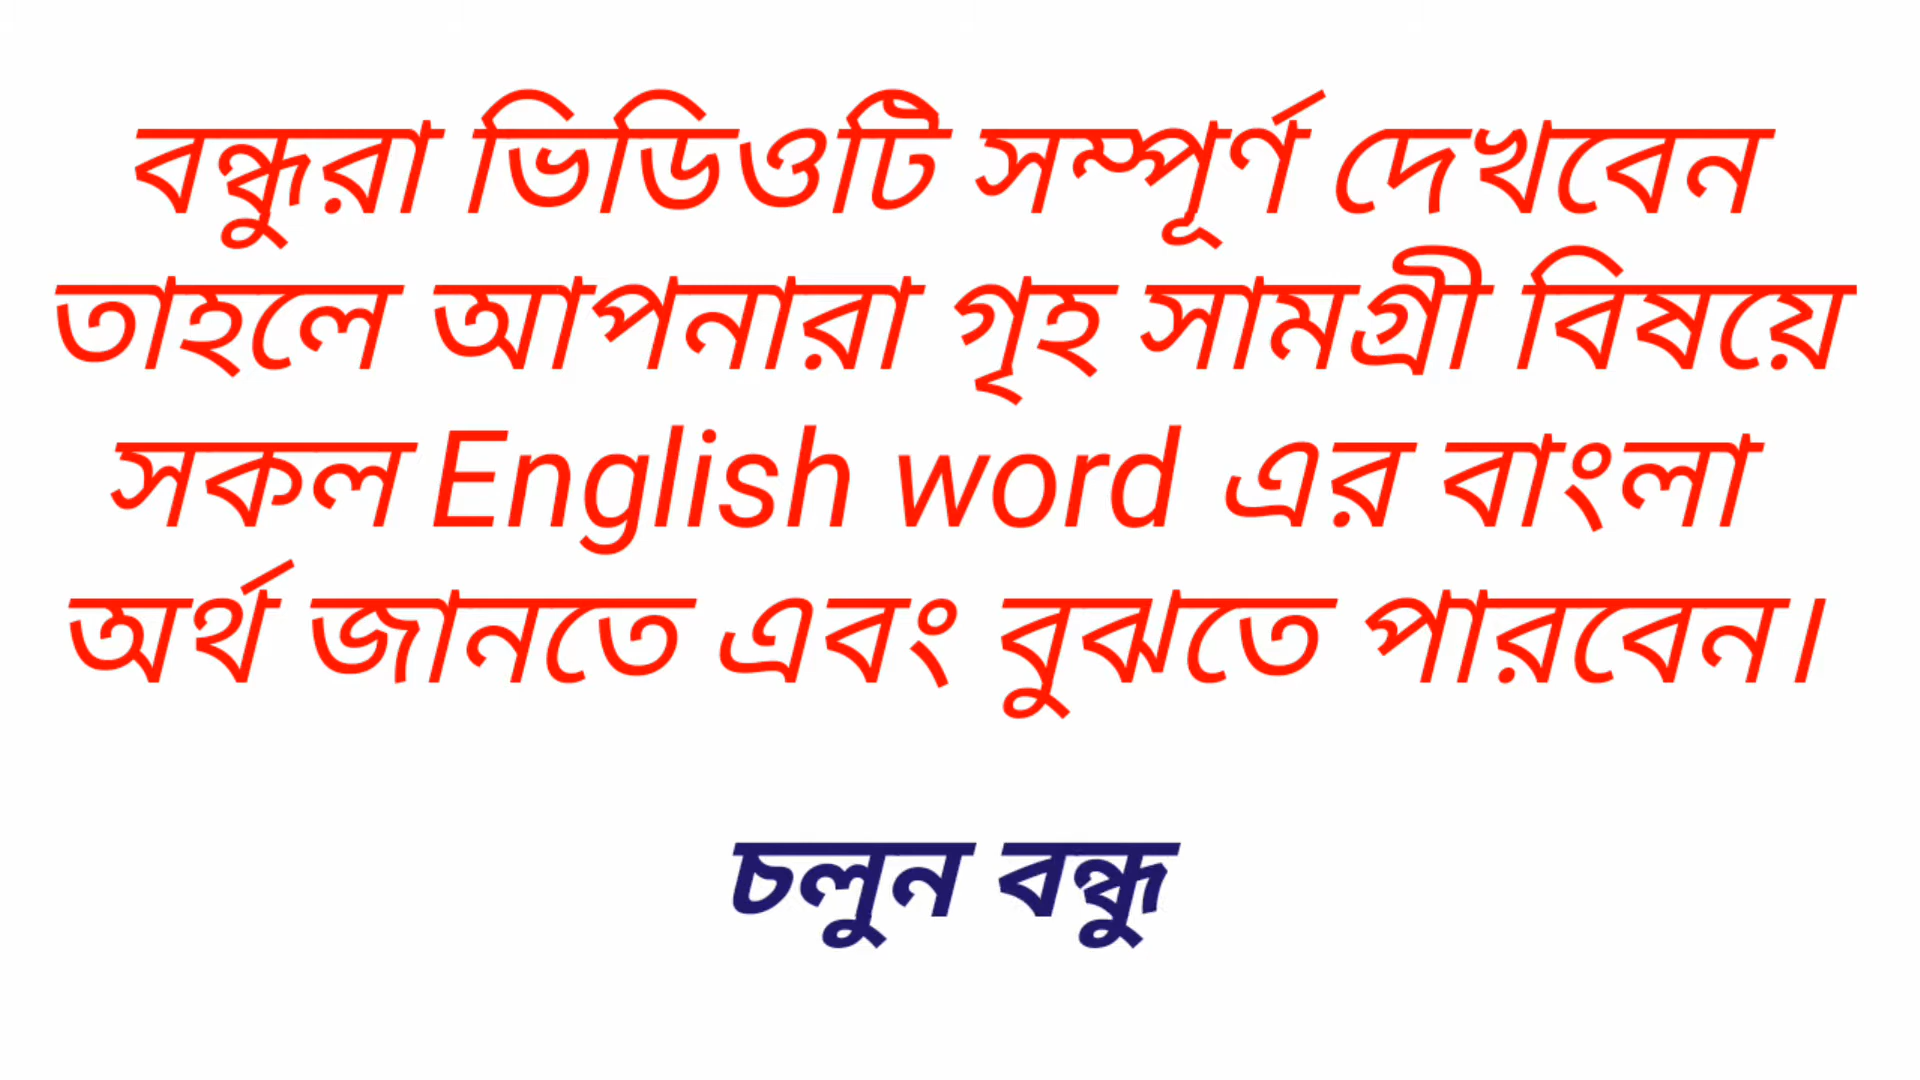 বন্ধুরা ভিডিওটি সম্পূর্ণ দেখবেন
তাহলে আপনারা গৃহ সামগ্রী বিষয়ে
সকল English word এর বাংলা
অর্থ জানতে এবং বুঝতে পারবেন।
চলুন বন্ধু